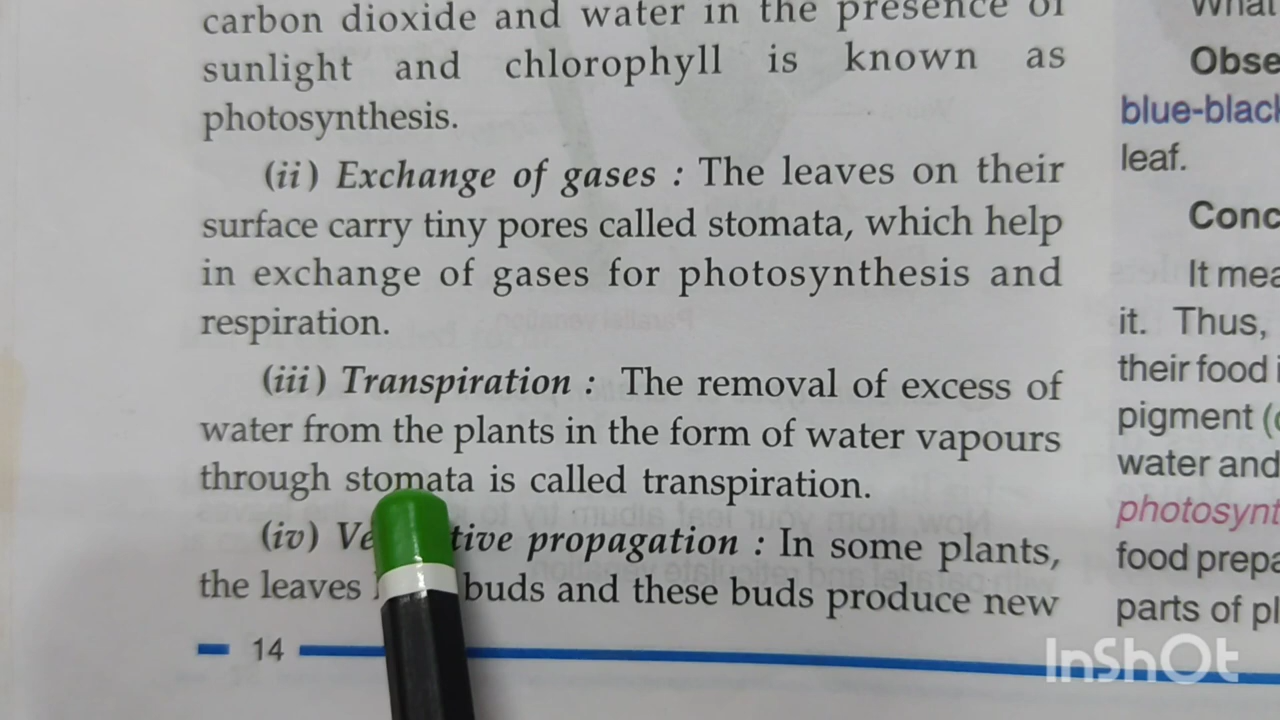 carbon dioxide and water in the presence of
sunlight and chlorophyll is known as
photosynthesis.
(ii) Exchange of gases : The leaves on their
surface carry tiny pores called stomata, which help
in exchange of gases for photosynthesis and
respiration.
(iii) Transpiration : The removal of excess of
water from the plants in the form of water vapours
through stomata is called transpiration.
(iv) propagation : In some plants,
the leaves buds and these buds produce new
14
What
Obse
blue-black
leaf.
Conc
It mea
it. Thus,
their food
pigment
water and
photosynt
food prepa
parts of pl
InShOt